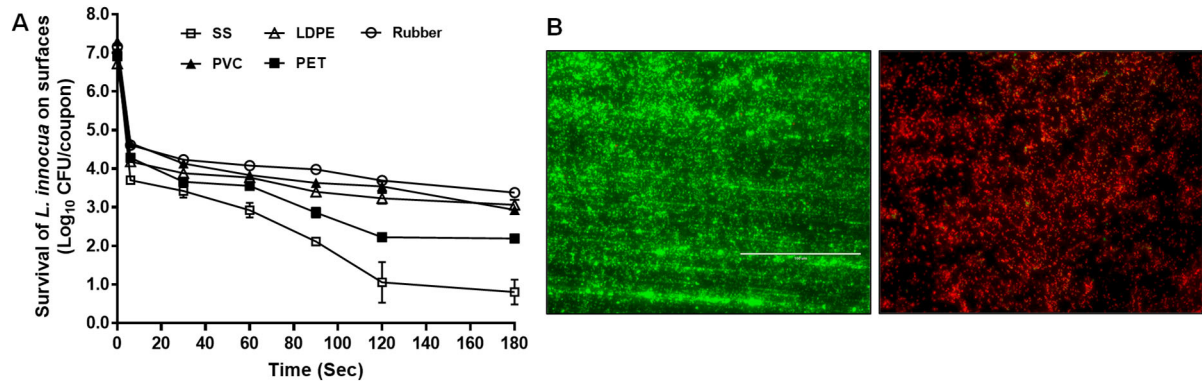 A
SS LDPE Rubber
PVC PET
Survival of L. innocua on surfaces
(Log10 CFU/coupon)
8.0
7.0
6.0
5.0
4.0
3.0
2.0
1.0
0.0
0 20 40 60 80 100 120 140 160 180
Time (Sec)
B